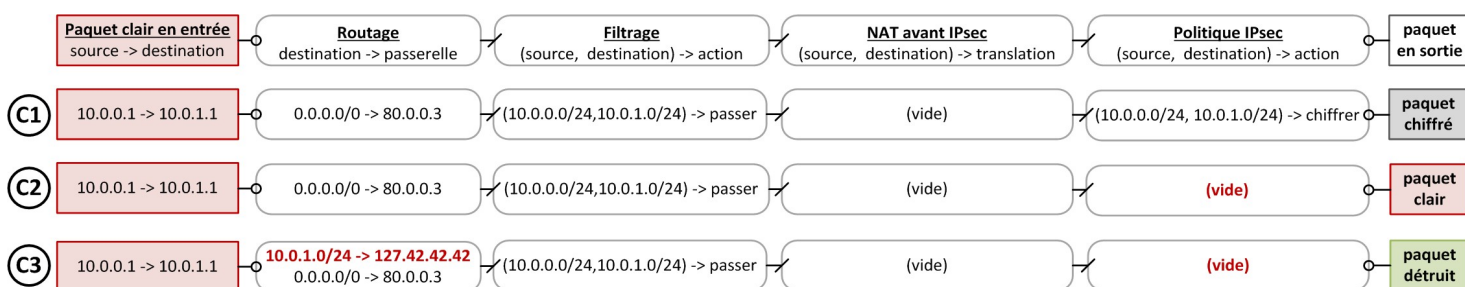 Paquet clair en entrée
source -> destination
Routage
destination -> passerelle
Filtrage
(source, destination) -> action
NAT avant IPsec
(source, destination) -> translation
Politique IPsec
(source, destination) -> action
paquet
en sortie
C1
10.0.0.1 -> 10.0.1.1
0.0.0.0/0 -> 80.0.0.3
(10.0.0.0/24,10.0.1.0/24) -> passer
(vide)
(10.0.0.0/24, 10.0.1.0/24) -> chiffrer
paquet
chiffré
C2
10.0.0.1 -> 10.0.1.1
0.0.0.0/0 -> 80.0.0.3
(10.0.0.0/24,10.0.1.0/24) -> passer
(vide)
(vide)
paquet
clair
C3
10.0.0.1 -> 10.0.1.1
10.0.1.0/24 -> 127.42.42.42
0.0.0.0/0 -> 80.0.0.3
(10.0.0.0/24,10.0.1.0/24) -> passer
(vide)
(vide)
paquet
détruit